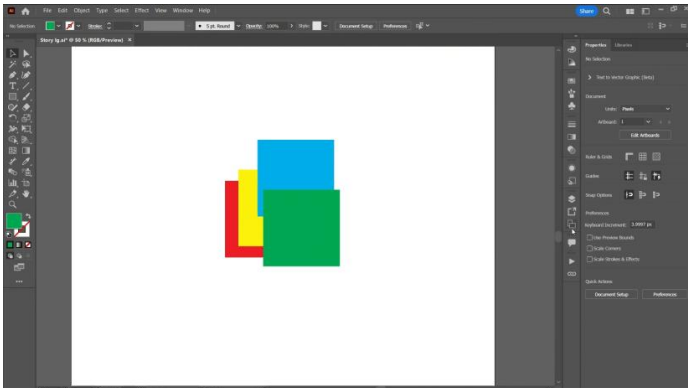 File Edit Object Type Select Effect View Window Help
Share
No Selection Stroke: 5 pt. Round Opacity: 100% Style: Document Setup Preferences
Story Ig.ai* @ 50 % (RGB/Preview) ×
Properties Libraries
No Selection
Text to Vector Graphic (Beta)
Document
Units: Pixels
Artboard: 1
Edit Artboards
Ruler & Grids
Guides
Snap Options
Preferences
Keyboard Increment: 3.9997 px
Use Preview Bounds
Scale Corners
Scale Strokes & Effects
Quick Actions
Document Setup Preferences